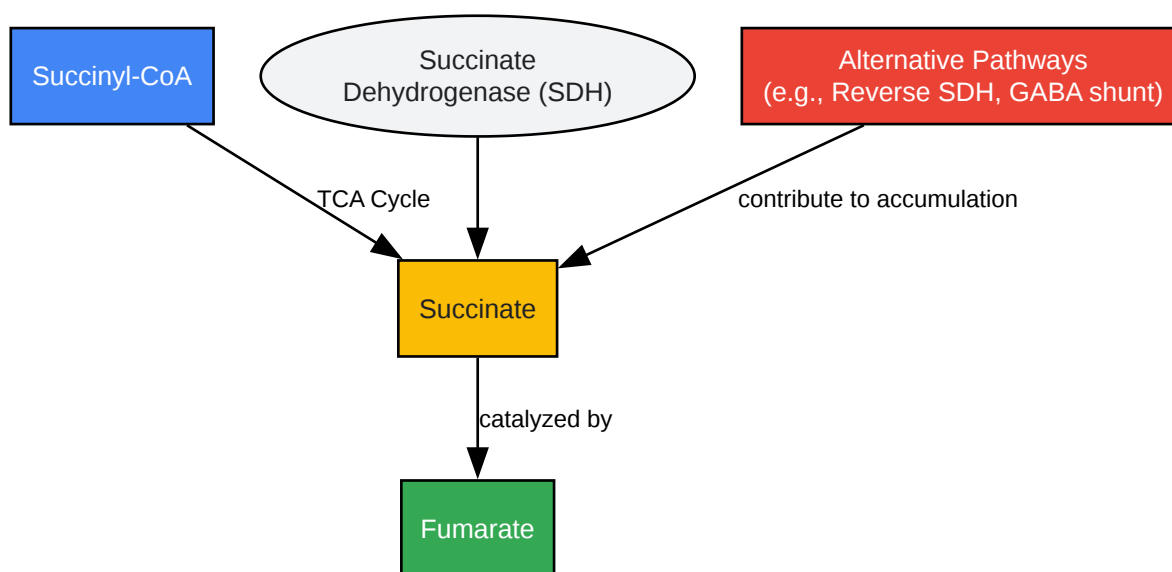 Succinyl-CoA
Succinate
Dehydrogenase (SDH)
Alternative Pathways
(e.g., Reverse SDH, GABA shunt)
TCA Cycle
contribute to accumulation
Succinate
catalyzed by
Fumarate